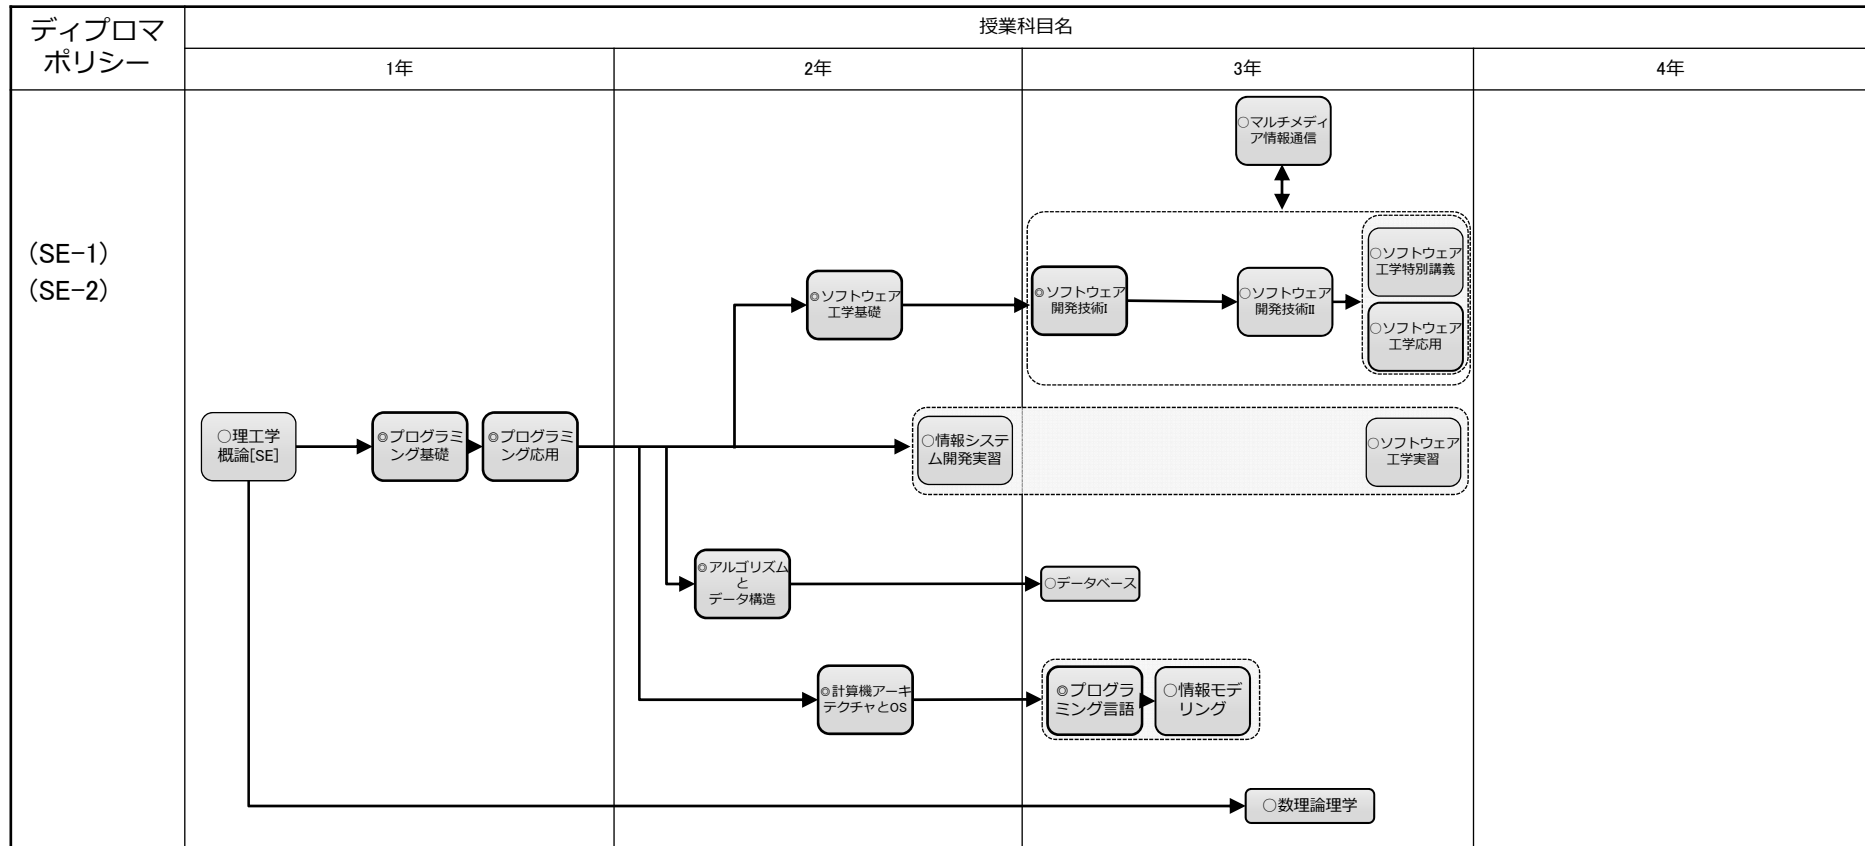 ディプロマ
ポリシー
授業科目名
1年
2年
3年
4年
(SE-1)
(SE-2)
○マルチメディ
ア情報通信
◎ソフトウェア
工学基礎
◎ソフトウェア
開発技術Ⅰ
○ソフトウェア
開発技術Ⅱ
○ソフトウェア
工学特別講義
○ソフトウェア
工学応用
○理工学
概論[SE]
◎プログラミ
ング基礎
◎プログラミ
ング応用
○情報システ
ム開発実習
○ソフトウェア
工学実習
◎アルゴリズム
と
データ構造
○データベース
◎計算機アーキ
テクチャとOS
◎プログラ
ミング言語
○情報モデ
リング
○数理論理学